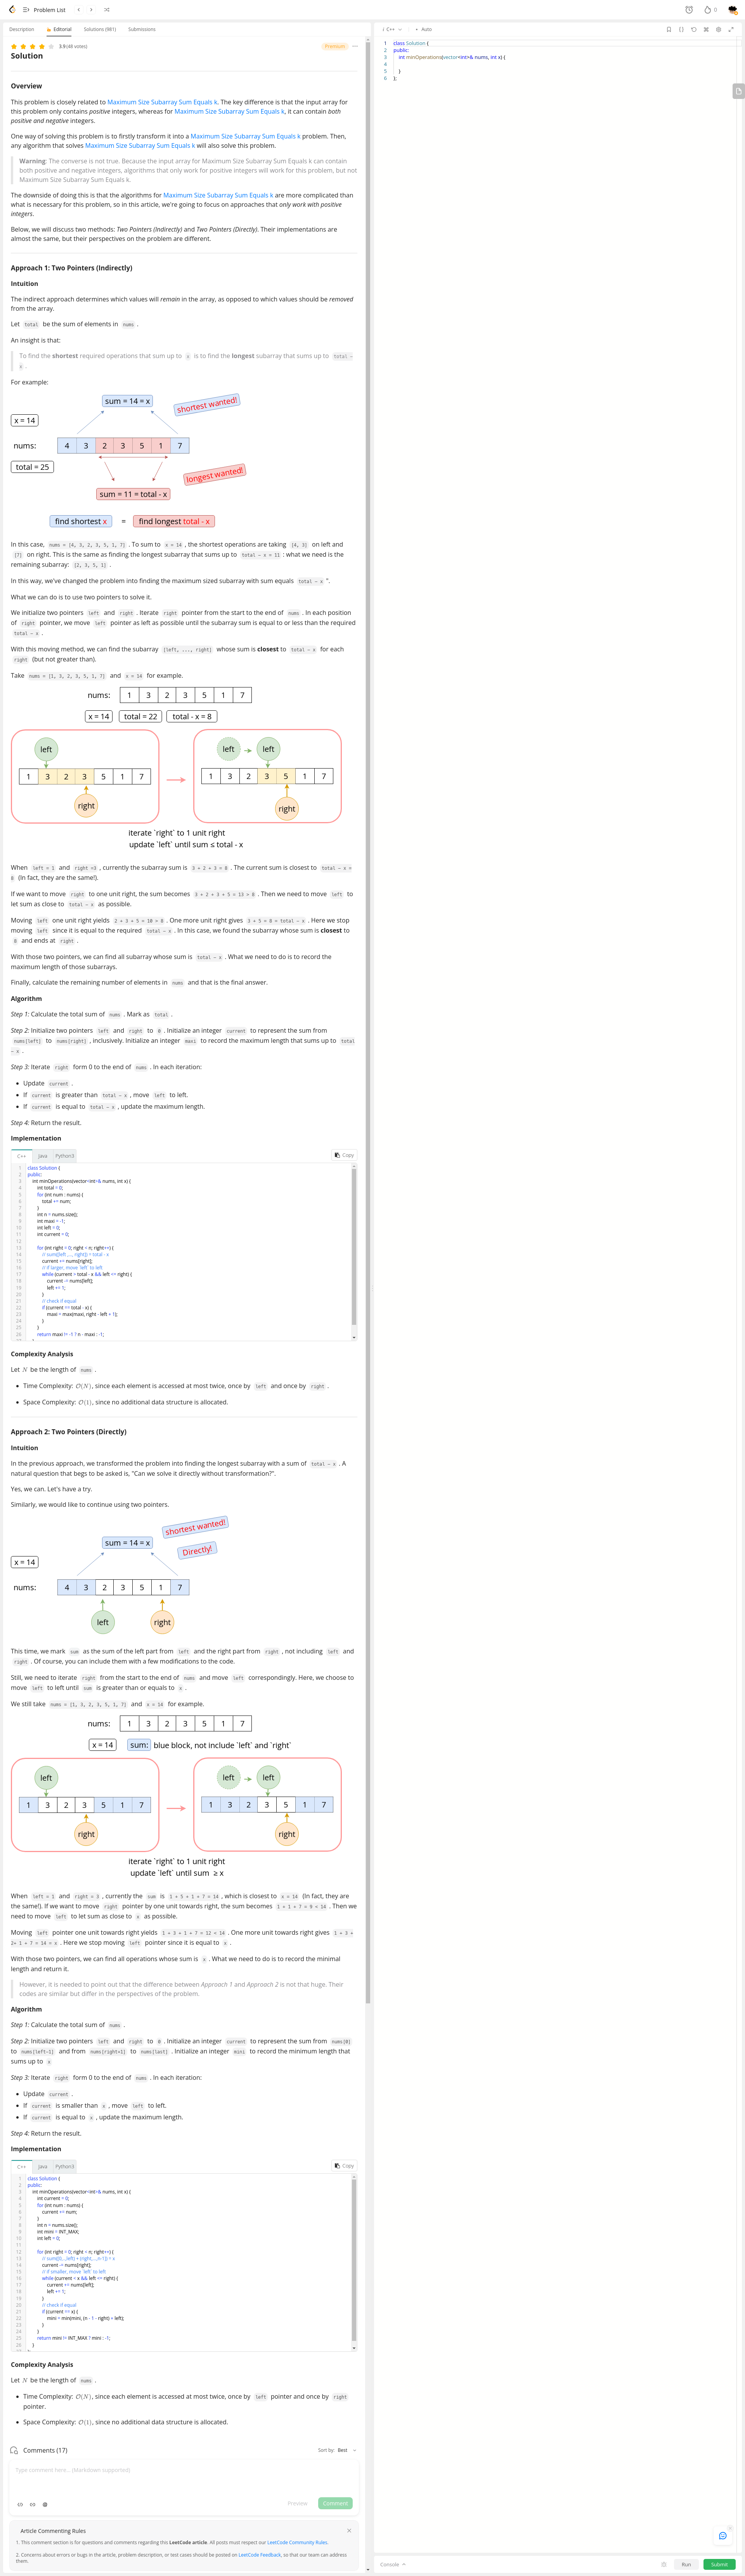 Problem List
0
Description
Editorial
Solutions (981)
Submissions
3.9 (48 votes)
Premium
Solution
Overview
This problem is closely related to Maximum Size Subarray Sum Equals k. The key difference is that the input array for
this problem only contains positive integers, whereas for Maximum Size Subarray Sum Equals k, it can contain both
positive and negative integers.
One way of solving this problem is to firstly transform it into a Maximum Size Subarray Sum Equals k problem. Then,
any algorithm that solves Maximum Size Subarray Sum Equals k will also solve this problem.
Warning: The converse is not true. Because the input array for Maximum Size Subarray Sum Equals k can contain
both positive and negative integers, algorithms that only work for positive integers will work for this problem, but not
Maximum Size Subarray Sum Equals k.
The downside of doing this is that the algorithms for Maximum Size Subarray Sum Equals k are more complicated than
what is necessary for this problem, so in this article, we're going to focus on approaches that only work with positive
integers.
Below, we will discuss two methods: Two Pointers (Indirectly) and Two Pointers (Directly). Their implementations are
almost the same, but their perspectives on the problem are different.
Approach 1: Two Pointers (Indirectly)
Intuition
The indirect approach determines which values will remain in the array, as opposed to which values should be removed
from the array.
Let total be the sum of elements in nums .
An insight is that:
To find the shortest required operations that sum up to x is to find the longest subarray that sums up to total -
x .
For example:
sum = 14 = x
shortest wanted!
x = 14
nums: 4 3 2 3 5 1 7
total = 25
longest wanted!
sum = 11 = total - x
find shortest x = find longest total - x
In this case, nums = [4, 3, 2, 3, 5, 1, 7] . To sum to x = 14 , the shortest operations are taking [4, 3] on left and
[7] on right. This is the same as finding the longest subarray that sums up to total - x = 11 : what we need is the
remaining subarray: [2, 3, 5, 1] .
In this way, we've changed the problem into finding the maximum sized subarray with sum equals total - x ".
What we can do is to use two pointers to solve it.
We initialize two pointers left and right . Iterate right pointer from the start to the end of nums . In each position
of right pointer, we move left pointer as left as possible until the subarray sum is equal to or less than the required
total - x .
With this moving method, we can find the subarray [left, ..., right] whose sum is closest to total - x for each
right (but not greater than).
Take nums = [1, 3, 2, 3, 5, 1, 7] and x = 14 for example.
nums: 1 3 2 3 5 1 7
x = 14 total = 22 total - x = 8
left left left
1 3 2 3 5 1 7 1 3 2 3 5 1 7
right right
iterate `right` to 1 unit right
update `left` until sum ≤ total - x
When left = 1 and right =3 , currently the subarray sum is 3 + 2 + 3 = 8 . The current sum is closest to total - x =
8 (In fact, they are the same!).
If we want to move right to one unit right, the sum becomes 3 + 2 + 3 + 5 = 13 > 8 . Then we need to move left to
let sum as close to total - x as possible.
Moving left one unit right yields 2 + 3 + 5 = 10 > 8 . One more unit right gives 3 + 5 = 8 = total - x . Here we stop
moving left since it is equal to the required total - x . In this case, we found the subarray whose sum is closest to
8 and ends at right .
With those two pointers, we can find all subarray whose sum is total - x . What we need to do is to record the
maximum length of those subarrays.
Finally, calculate the remaining number of elements in nums and that is the final answer.
Algorithm
Step 1: Calculate the total sum of nums . Mark as total .
Step 2: Initialize two pointers left and right to 0 . Initialize an integer current to represent the sum from
nums[left] to nums[right] , inclusively. Initialize an integer maxi to record the maximum length that sums up to total
- x .
Step 3: Iterate right form 0 to the end of nums . In each iteration:
• Update current .
• If current is greater than total - x , move left to left.
• If current is equal to total - x , update the maximum length.
Step 4: Return the result.
Implementation
C++ Java Python3 Copy
1 class Solution {
2 public:
3 int minOperations(vector<int>& nums, int x) {
4 int total = 0;
5 for (int num : nums) {
6 total += num;
7 }
8 int n = nums.size();
9 int maxi = -1;
10 int left = 0;
11 int current = 0;
12
13 for (int right = 0; right < n; right++) {
14 // sum([left ,..., right]) = total - x
15 current += nums[right];
16 // if larger, move `left` to left
17 while (current > total - x && left <= right) {
18 current -= nums[left];
19 left += 1;
20 }
21 // check if equal
22 if (current == total - x) {
23 maxi = max(maxi, right - left + 1);
24 }
25 }
26 return maxi != -1 ? n - maxi : -1;
Complexity Analysis
Let N be the length of nums .
• Time Complexity: O(N), since each element is accessed at most twice, once by left and once by right .
• Space Complexity: O(1), since no additional data structure is allocated.
Approach 2: Two Pointers (Directly)
Intuition
In the previous approach, we transformed the problem into finding the longest subarray with a sum of total - x . A
natural question that begs to be asked is, "Can we solve it directly without transformation?".
Yes, we can. Let's have a try.
Similarly, we would like to continue using two pointers.
shortest wanted!
sum = 14 = x
Directly!
x = 14
nums: 4 3 2 3 5 1 7
left right
This time, we mark sum as the sum of the left part from left and the right part from right , not including left and
right . Of course, you can include them with a few modifications to the code.
Still, we need to iterate right from the start to the end of nums and move left correspondingly. Here, we choose to
move left to left until sum is greater than or equals to x .
We still take nums = [1, 3, 2, 3, 5, 1, 7] and x = 14 for example.
nums: 1 3 2 3 5 1 7
x = 14 sum: blue block, not include `left` and `right`
left left left
1 3 2 3 5 1 7 1 3 2 3 5 1 7
right right
iterate `right` to 1 unit right
update `left` until sum ≥ x
When left = 1 and right = 3 , currently the sum is 1 + 5 + 1 + 7 = 14 , which is closest to x = 14 (In fact, they are
the same!). If we want to move right pointer by one unit towards right, the sum becomes 1 + 1 + 7 = 9 < 14 . Then we
need to move left to let sum as close to x as possible.
Moving left pointer one unit towards right yields 1 + 3 + 1 + 7 = 12 < 14 . One more unit towards right gives 1 + 3 +
2+ 1 + 7 = 14 = x . Here we stop moving left pointer since it is equal to x .
With those two pointers, we can find all operations whose sum is x . What we need to do is to record the minimal
length and return it.
However, it is needed to point out that the difference between Approach 1 and Approach 2 is not that huge. Their
codes are similar but differ in the perspectives of the problem.
Algorithm
Step 1: Calculate the total sum of nums .
Step 2: Initialize two pointers left and right to 0 . Initialize an integer current to represent the sum from nums[0]
to nums[left-1] and from nums[right+1] to nums[last] . Initialize an integer mini to record the minimum length that
sums up to x
Step 3: Iterate right form 0 to the end of nums . In each iteration:
• Update current .
• If current is smaller than x , move left to left.
• If current is equal to x , update the maximum length.
Step 4: Return the result.
Implementation
C++ Java Python3 Copy
1 class Solution {
2 public:
3 int minOperations(vector<int>& nums, int x) {
4 int current = 0;
5 for (int num : nums) {
6 current += num;
7 }
8 int n = nums.size();
9 int mini = INT_MAX;
10 int left = 0;
11
12 for (int right = 0; right < n; right++) {
13 // sum([0,...,left) + (right,...,n-1]) = x
14 current -= nums[right];
15 // if smaller, move `left` to left
16 while (current < x && left <= right) {
17 current += nums[left];
18 left += 1;
19 }
20 // check if equal
21 if (current == x) {
22 mini = min(mini, (n - 1 - right) + left);
23 }
24 }
25 return mini != INT_MAX ? mini : -1;
26 }
Complexity Analysis
Let N be the length of nums .
• Time Complexity: O(N), since each element is accessed at most twice, once by left pointer and once by right
pointer.
• Space Complexity: O(1), since no additional data structure is allocated.
Comments (17)
Sort by: Best
Type comment here... (Markdown supported)
Preview Comment
Article Commenting Rules
1. This comment section is for questions and comments regarding this LeetCode article. All posts must respect our LeetCode Community Rules.
2. Concerns about errors or bugs in the article, problem description, or test cases should be posted on LeetCode Feedback, so that our team can address
them.
i C++ • Auto
1 class Solution {
2 public:
3 int minOperations(vector<int>& nums, int x) {
4
5 }
6 };
Console
Run
Submit